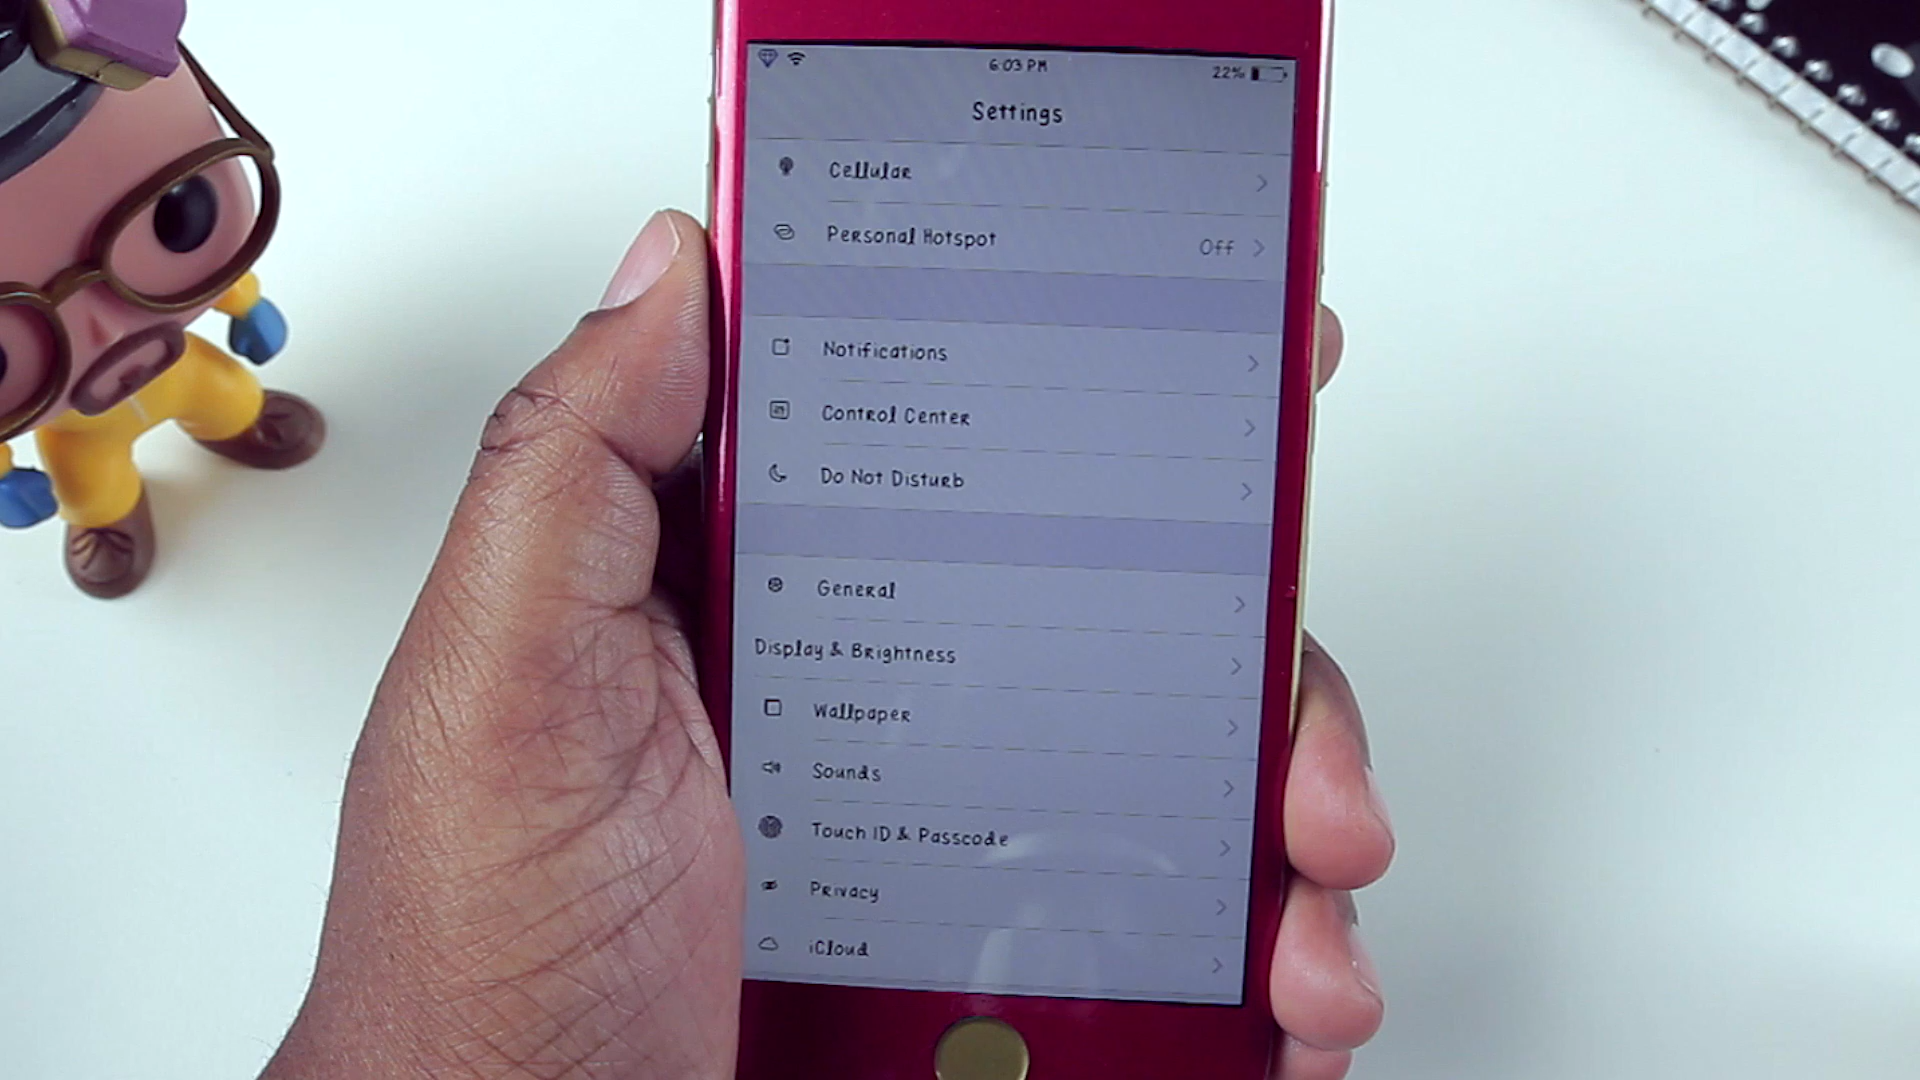 6:03 PM
22%
Settings
Cellular
Personal Hotspot Off
Notifications
Control Center
Do Not Disturb
General
Display & Brightness
Wallpaper
Sounds
Touch ID & Passcode
Privacy
iCloud